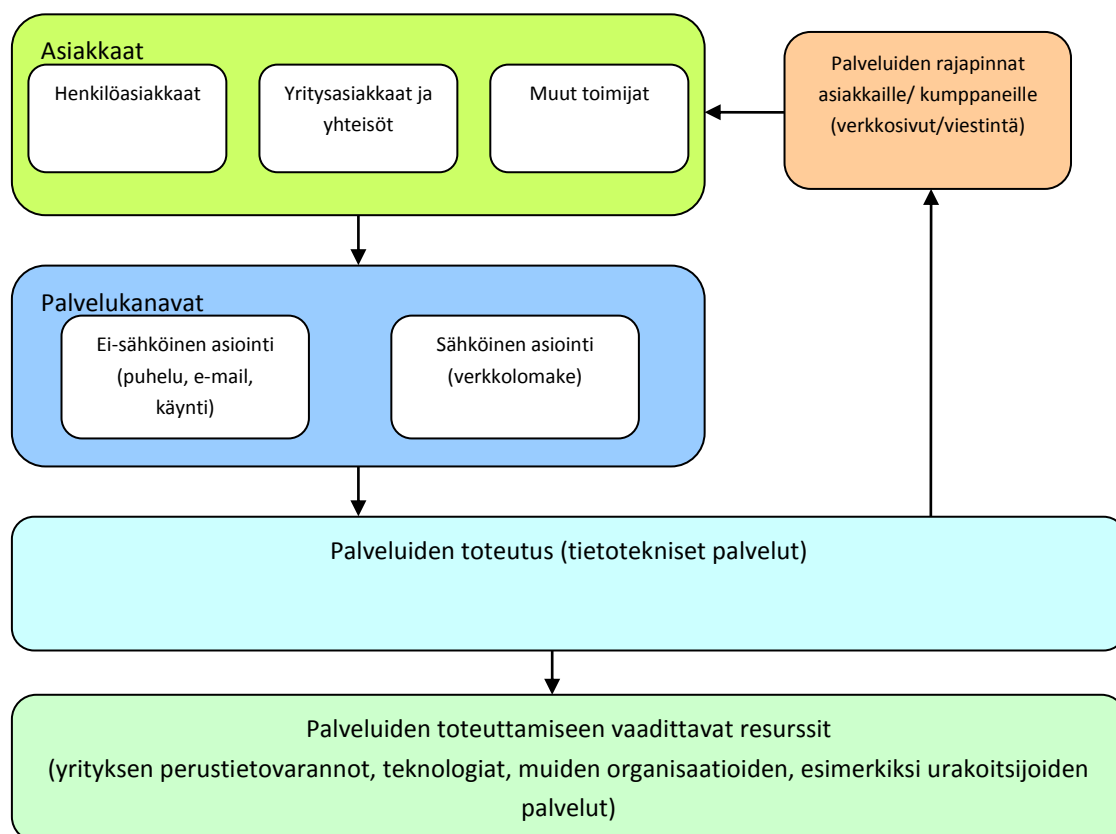 Asiakkaat
Henkilöasiakkaat
Yritysasiakkaat ja
yhteisöt
Muut toimijat
Palveluiden rajapinnat
asiakkaille/ kumppaneille
(verkkosivut/viestintä)
Palvelukanavat
Ei-sähköinen asiointi
(puhelu, e-mail,
käynti)
Sähköinen asiointi
(verkkolomake)
Palveluiden toteutus (tietotekniset palvelut)
Palveluiden toteuttamiseen vaadittavat resurssit
(yrityksen perustietovarannot, teknologiat, muiden organisaatioiden, esimerkiksi urakoitsijoiden
palvelut)